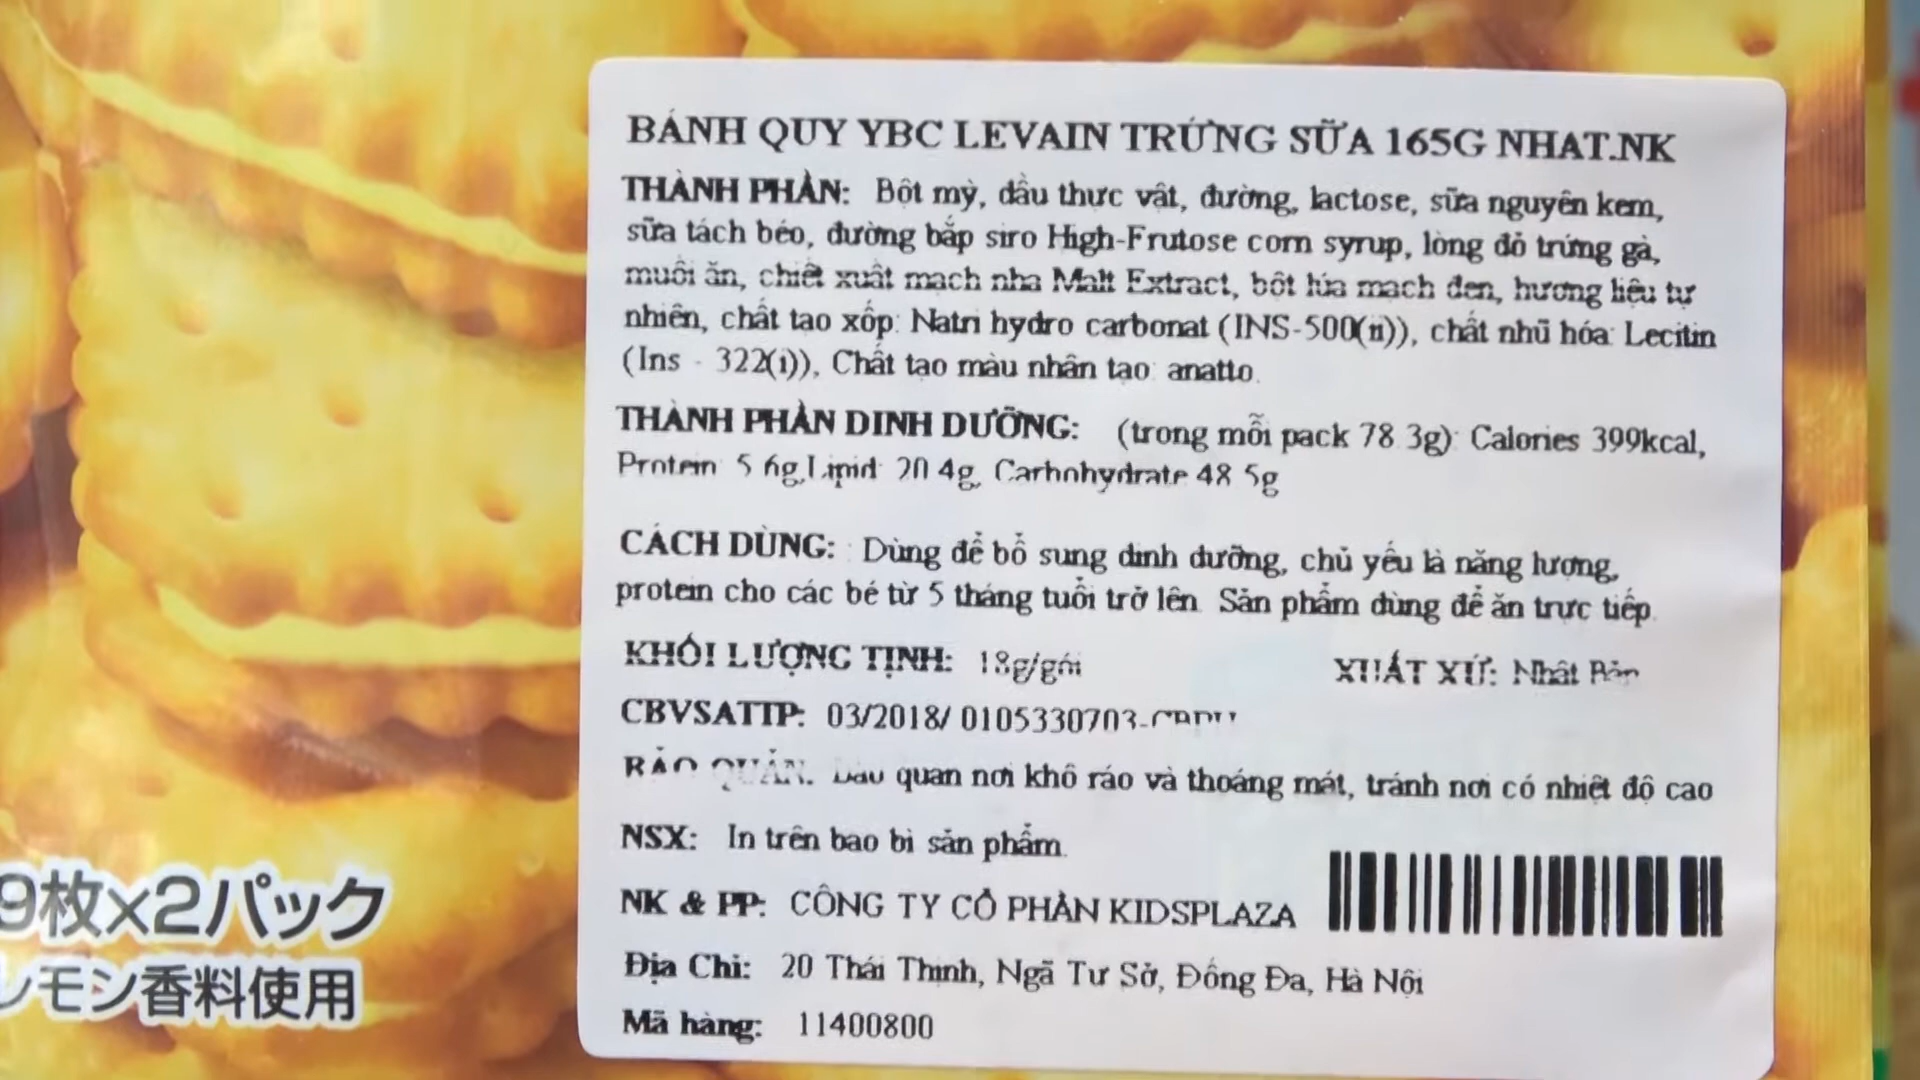 BÁNH QUY YBC LEVAIN TRỨNG SỮA 165G NHAT.NK
THÀNH PHẦN: Bột mỳ, dầu thực vật, đường, lactose, sữa nguyên kem,
sữa tách béo, đường bắp siro High-Frutose corn syrup, lòng đỏ trứng gà,
muối ăn, chiết xuất mạch nha Malt Extract, bột lúa mạch đen, hương liệu tự
nhiên, chất tạo xốp: Natri hydro carbonat (INS-500(ii)), chất nhũ hóa: Lecitin
(Ins - 322(i)), Chất tạo màu nhân tạo: anatto.
THÀNH PHẦN DINH DƯỠNG: (trong mỗi pack 78.3g): Calories 399kcal,
Protein: 5.6g,Lipid: 20.4g, Carbohydrate 48.5g
CÁCH DÙNG: Dùng để bổ sung dinh dưỡng, chủ yếu là năng lượng,
protein cho các bé từ 5 tháng tuổi trở lên. Sản phẩm dùng để ăn trực tiếp.
KHỐI LƯỢNG TỊNH: 18g/gói
XUẤT XỨ: Nhật Bản
CBVSATTP: 03/2018/ 0105330703-
BẢO QUẢN: quan nơi khô ráo và thoáng mát, tránh nơi có nhiệt độ cao
NSX: In trên bao bì sản phẩm.
NK & PP: CÔNG TY CỔ PHẦN KIDSPLAZA
Địa Chỉ: 20 Thái Thịnh, Ngã Tư Sở, Đống Đa, Hà Nội
Mã hàng: 11400800
9枚×2パック
レモン香料使用